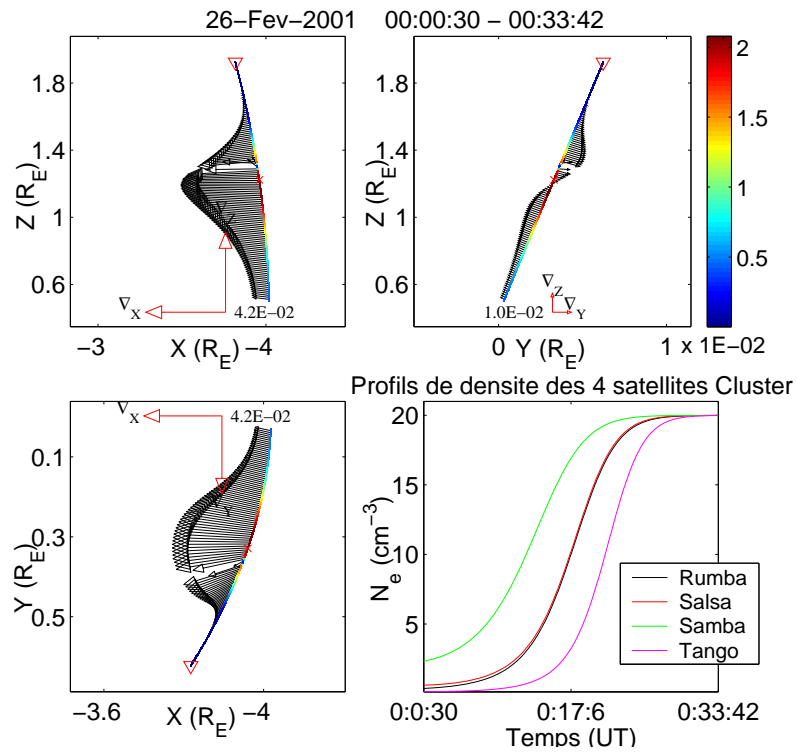 26−Fev−2001 00:00:30 − 00:33:42
1.8
1.4
1
0.6
Z (R_E)
∇_Z
∇_X
4.2E−02
−3
X (R_E)
−4
1.8
1.4
1
0.6
Z (R_E)
1.0E−02
∇_Z
∇_Y
0
Y (R_E)
1
x 1E−02
2
1.5
1
0.5
0
∇_X
4.2E−02
∇_Y
0.1
0.3
0.5
Y (R_E)
−3.6
X (R_E)
−4
Profils de densite des 4 satellites Cluster
20
15
10
5
N_e (cm^−3)
Rumba
Salsa
Samba
Tango
0:0:30
0:17:6
0:33:42
Temps (UT)